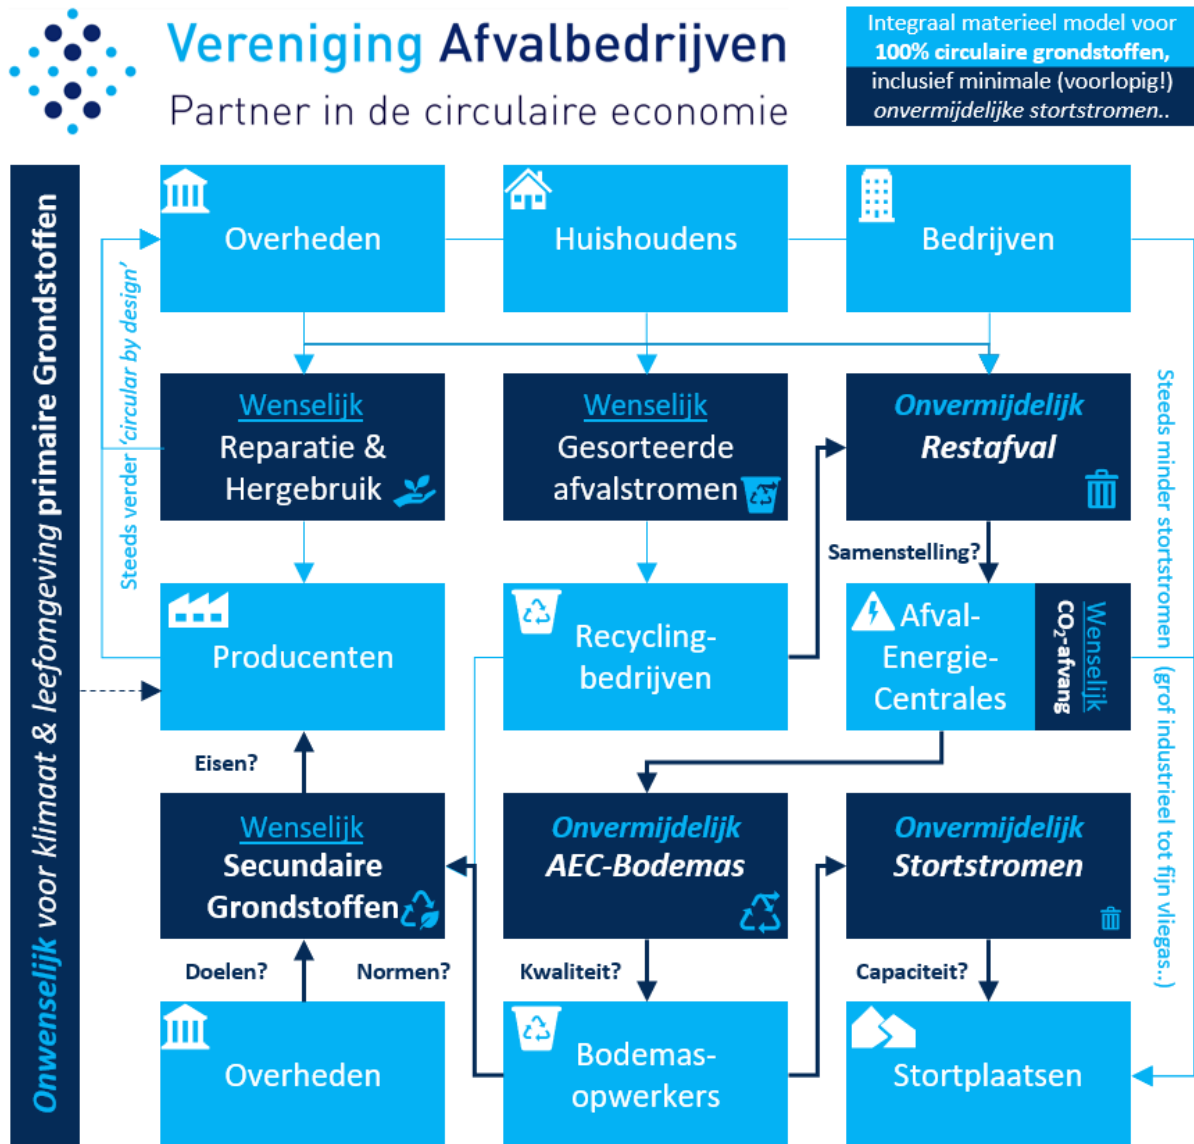 Vereniging Afvalbedrijven
Partner in de circulaire economie
Integraal materieel model voor
100% circulaire grondstoffen,
inclusief minimale (voorlopig!)
onvermijdelijke stortstromen..
Onwenselijk voor klimaat & leefomgeving primaire Grondstoffen
Overheden
Huishoudens
Bedrijven
Steeds verder 'circular by design'
Wenselijk
Reparatie &
Hergebruik
Wenselijk
Gesorteerde
afvalstromen
Onvermijdelijk
Restafval
Steeds minder stortstromen (grof industrieel tot fijn vliegas..)
Samenstelling?
Producenten
Recycling-
bedrijven
Afval-
Energie-
Centrales
Wenselijk
CO₂-afvang
Eisen?
Wenselijk
Secundaire
Grondstoffen
Onvermijdelijk
AEC-Bodemas
Onvermijdelijk
Stortstromen
Doelen?
Normen?
Kwaliteit?
Capaciteit?
Overheden
Bodemas-
opwerkers
Stortplaatsen